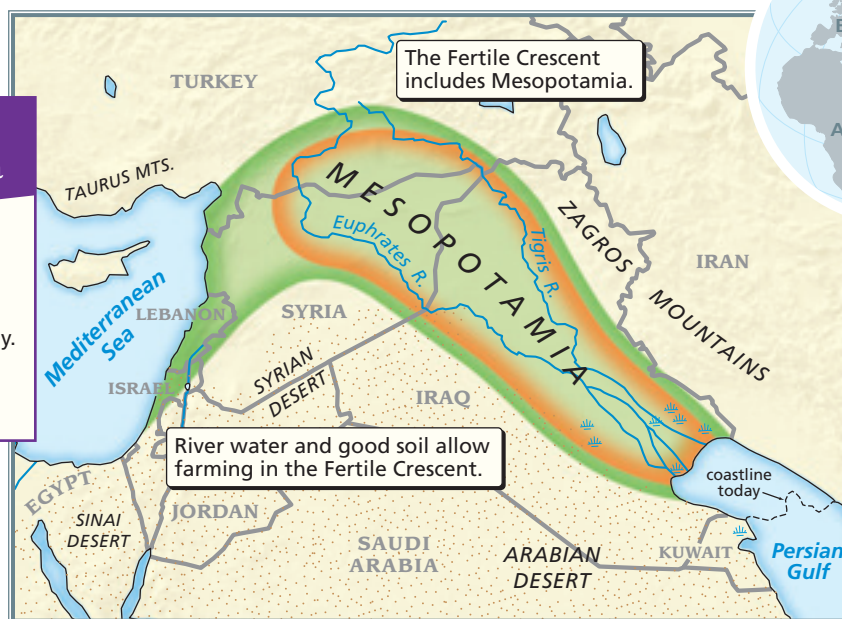 The Fertile Crescent
includes Mesopotamia.
TURKEY
TAURUS MTS.
MESOPOTAMIA
ZAGROS
MOUNTAINS
Euphrates R.
Tigris R.
IRAN
Mediterranean
Sea
LEBANON
SYRIA
y.
ISRAEL
SYRIAN
DESERT
IRAQ
River water and good soil allow
farming in the Fertile Crescent.
coastline
today
EGYPT
SINAI
DESERT
JORDAN
SAUDI
ARABIA
ARABIAN
DESERT
KUWAIT
Persian
Gulf